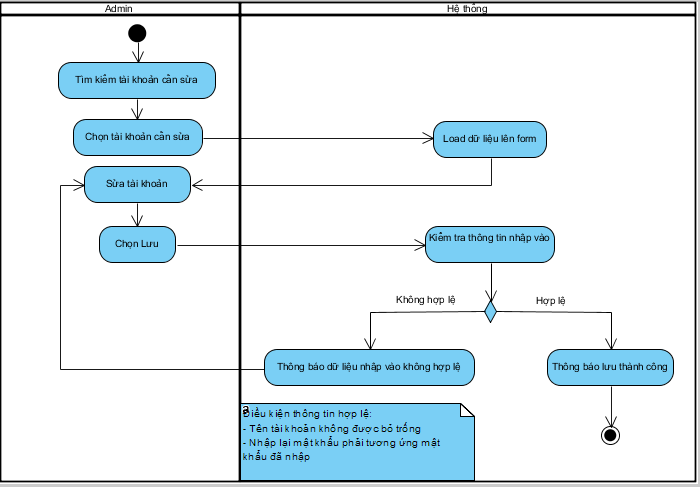 Admin
Hệ thống
Tìm kiếm tài khoản cần sửa
Chọn tài khoản cần sửa
Load dữ liệu lên form
Sửa tài khoản
Chọn Lưu
Kiểm tra thông tin nhập vào
Không hợp lệ
Hợp lệ
Thông báo dữ liệu nhập vào không hợp lệ
Thông báo lưu thành công
a
Điều kiện thông tin hợp lệ:
- Tên tài khoản không được bỏ trống
- Nhập lại mật khẩu phải tương ứng mật
khẩu đã nhập